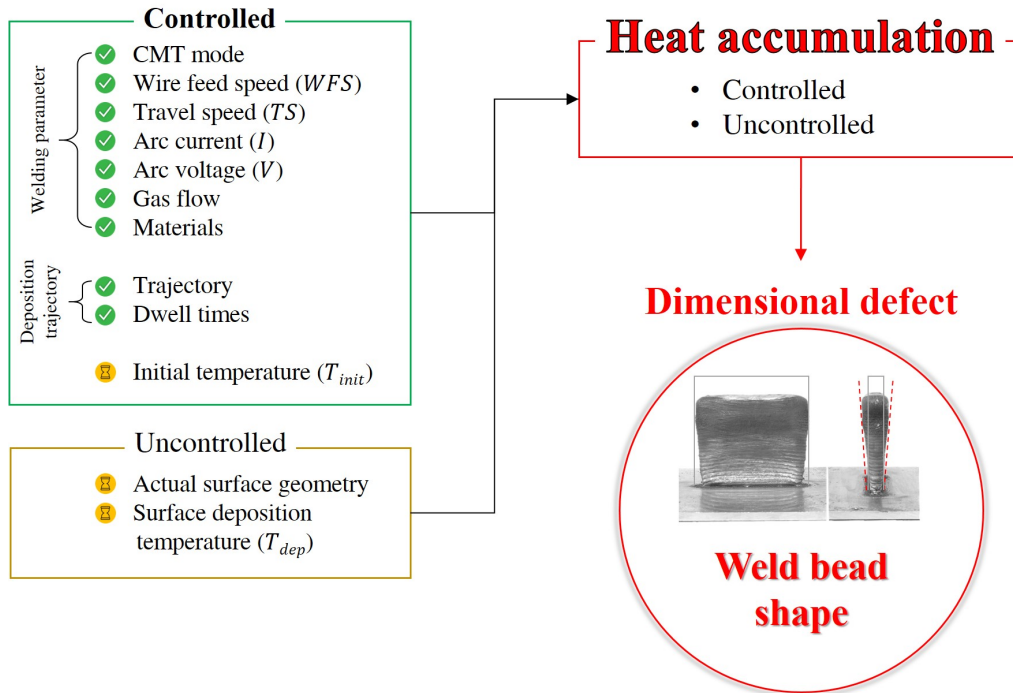 Controlled
Welding parameter
CMT mode
Wire feed speed (WFS)
Travel speed (TS)
Arc current (I)
Arc voltage (V)
Gas flow
Materials
Deposition
trajectory
Trajectory
Dwell times
Initial temperature (T_init)
Uncontrolled
Actual surface geometry
Surface deposition
temperature (T_dep)
Heat accumulation
• Controlled
• Uncontrolled
Dimensional defect
Weld bead
shape